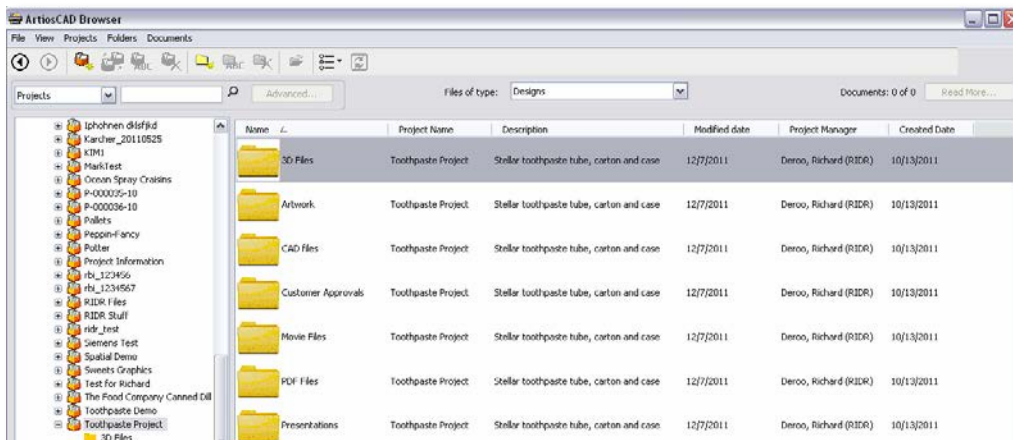 ArtiosCAD Browser
File View Projects Folders Documents
Projects Advanced... Files of type: Designs Documents: 0 of 0 Read More...
Iphohnen dklsfjkd
Karcher_20110525
KIM1
MarkTest
Ocean Spray Craisins
P-000035-10
P-000036-10
Pallets
Peppin-Fancy
Potter
Project Information
rbi_123456
rbi_1234567
RIDR Files
RIDR Stuff
ridr_test
Siemens Test
Spatial Demo
Sweets Graphics
Test for Richard
The Food Company Canned Dill
Toothpaste Demo
Toothpaste Project
3D Files
Name Project Name Description Modified date Project Manager Created Date
3D Files Toothpaste Project Stellar toothpaste tube, carton and case 12/7/2011 Deroo, Richard (RIDR) 10/13/2011
Artwork Toothpaste Project Stellar toothpaste tube, carton and case 12/7/2011 Deroo, Richard (RIDR) 10/13/2011
CAD files Toothpaste Project Stellar toothpaste tube, carton and case 12/7/2011 Deroo, Richard (RIDR) 10/13/2011
Customer Approvals Toothpaste Project Stellar toothpaste tube, carton and case 12/7/2011 Deroo, Richard (RIDR) 10/13/2011
Movie Files Toothpaste Project Stellar toothpaste tube, carton and case 12/7/2011 Deroo, Richard (RIDR) 10/13/2011
PDF Files Toothpaste Project Stellar toothpaste tube, carton and case 12/7/2011 Deroo, Richard (RIDR) 10/13/2011
Presentations Toothpaste Project Stellar toothpaste tube, carton and case 12/7/2011 Deroo, Richard (RIDR) 10/13/2011